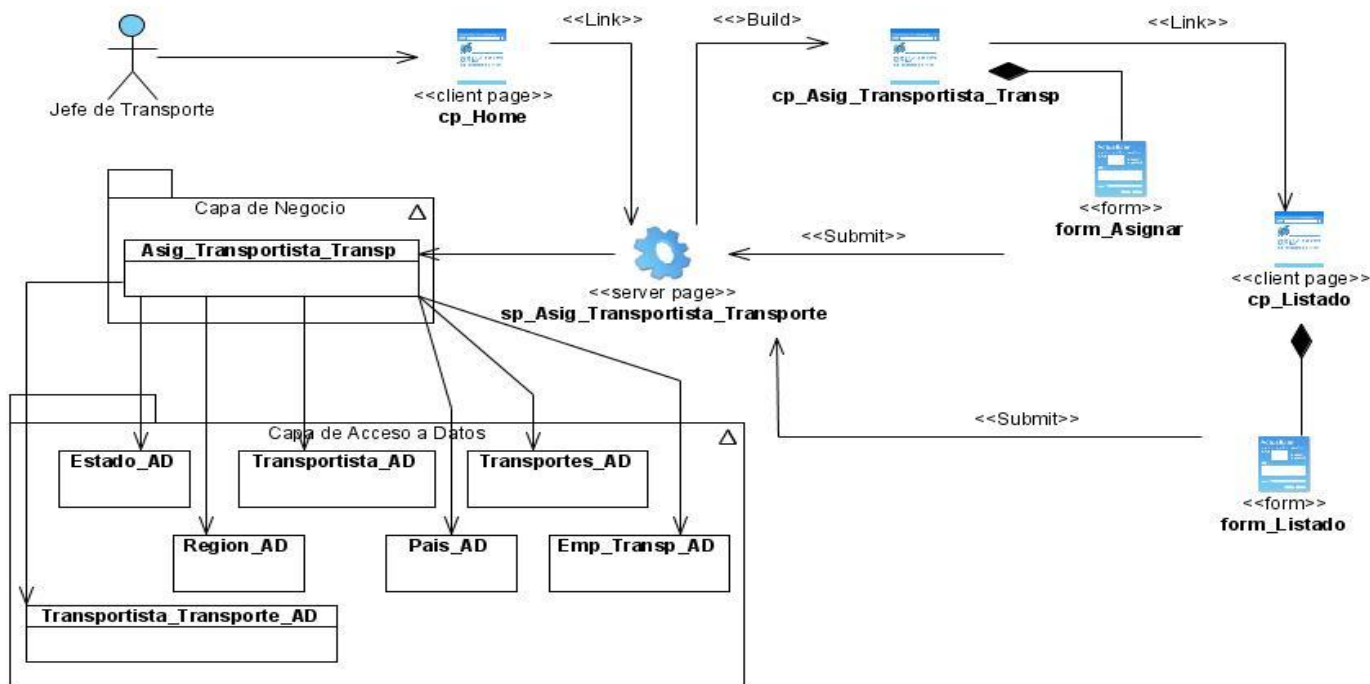 <<Link>>
<<>Build>
<<Link>>
Jefe de Transporte
<<client page>>
cp_Home
cp_Asig_Transportista_Transp
<<form>>
form_Asignar
Capa de Negocio
Asig_Transportista_Transp
<<Submit>>
<<server page>>
sp_Asig_Transportista_Transporte
<<client page>>
cp_Listado
Capa de Acceso a Datos
<<Submit>>
Estado_AD
Transportista_AD
Transportes_AD
<<form>>
form_Listado
Region_AD
Pais_AD
Emp_Transp_AD
Transportista_Transporte_AD